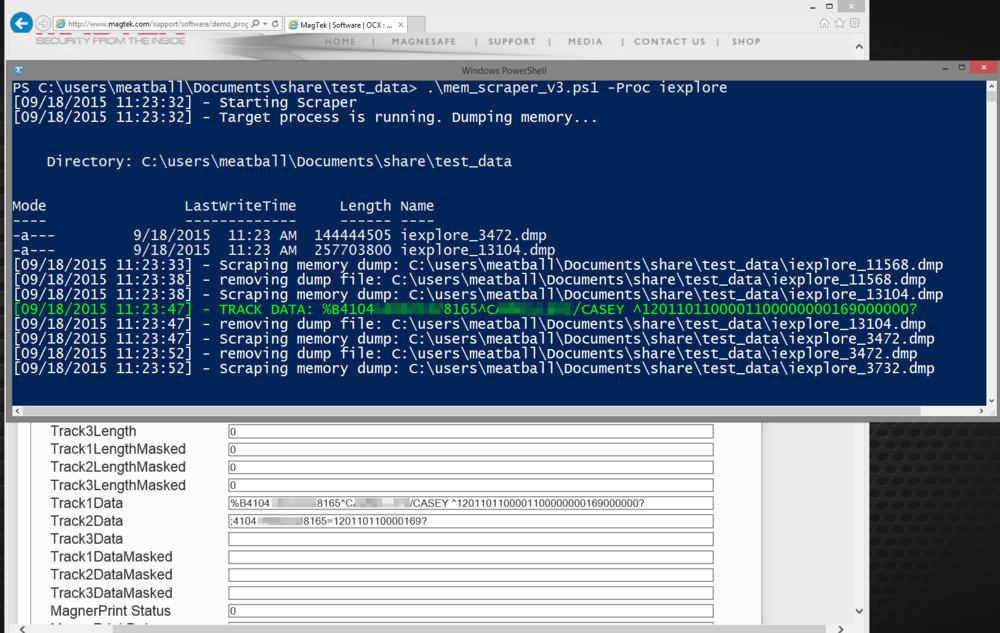 http://www.magtek.com/support/software/demo_prog
MagTek | Software | OCX : ...
SECURITY FROM THE INSIDE
HOME | MAGNESAFE | SUPPORT | MEDIA | CONTACT US | SHOP
Windows PowerShell
PS C:\users\meatball\Documents\share\test_data> .\mem_scraper_v3.ps1 -Proc iexplore
[09/18/2015 11:23:32] - Starting Scraper
[09/18/2015 11:23:32] - Target process is running. Dumping memory...
Directory: C:\users\meatball\Documents\share\test_data
Mode LastWriteTime Length Name
---- ------------- ------ ----
-a--- 9/18/2015 11:23 AM 144444505 iexplore_3472.dmp
-a--- 9/18/2015 11:23 AM 257703800 iexplore_13104.dmp
[09/18/2015 11:23:33] - Scraping memory dump: C:\users\meatball\Documents\share\test_data\iexplore_11568.dmp
[09/18/2015 11:23:38] - removing dump file: C:\users\meatball\Documents\share\test_data\iexplore_11568.dmp
[09/18/2015 11:23:38] - Scraping memory dump: C:\users\meatball\Documents\share\test_data\iexplore_13104.dmp
[09/18/2015 11:23:47] - TRACK DATA: %B4104 8165^C /CASEY ^1201101100001100000000169000000?
[09/18/2015 11:23:47] - removing dump file: C:\users\meatball\Documents\share\test_data\iexplore_13104.dmp
[09/18/2015 11:23:47] - Scraping memory dump: C:\users\meatball\Documents\share\test_data\iexplore_3472.dmp
[09/18/2015 11:23:52] - removing dump file: C:\users\meatball\Documents\share\test_data\iexplore_3472.dmp
[09/18/2015 11:23:52] - Scraping memory dump: C:\users\meatball\Documents\share\test_data\iexplore_3732.dmp
Track3Length 0
Track1LengthMasked 0
Track2LengthMasked 0
Track3LengthMasked 0
Track1Data %B4104 8165^C /CASEY ^1201101100001100000000169000000?
Track2Data ;4104 8165=120110110000169?
Track3Data
Track1DataMasked
Track2DataMasked
Track3DataMasked
MagnerPrint Status 0